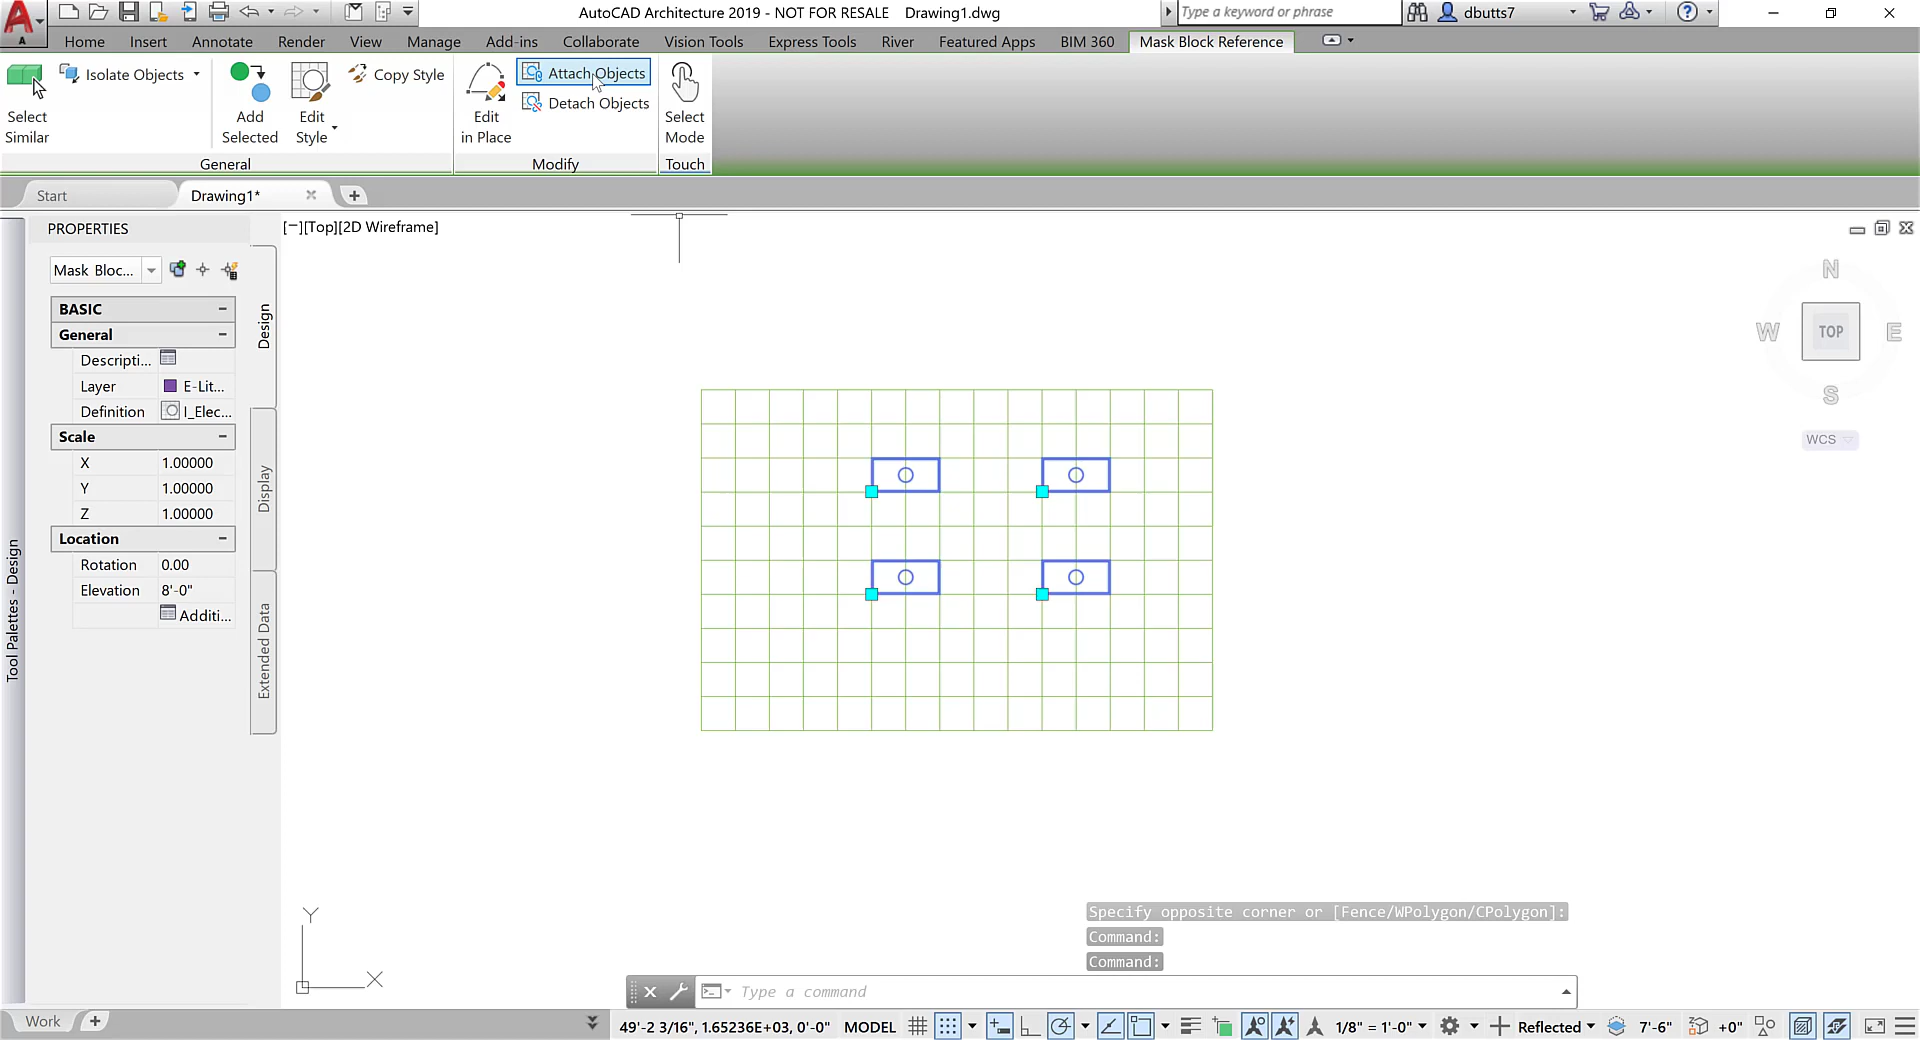 AutoCAD Architecture 2019 - NOT FOR RESALE    Drawing1.dwg
Type a keyword or phrase
dbutts7
A
Home Insert Annotate Render View Manage Add-ins Collaborate Vision Tools Express Tools River Featured Apps BIM 360 Mask Block Reference
Select
Similar
Isolate Objects
Add
Selected
Edit
Style
Copy Style
General
Edit
in Place
Attach Objects
Detach Objects
Modify
Select
Mode
Touch
Start
Drawing1*
PROPERTIES
[−][Top][2D Wireframe]
Mask Bloc...
BASIC
General
Descripti...
Layer E-Lit...
Definition I_Elec...
Scale
X 1.00000
Y 1.00000
Z 1.00000
Location
Rotation 0.00
Elevation 8'-0"
Additi...
Design
Display
Extended Data
Tool Palettes - Design
N
W TOP E
S
WCS
Y
X
Specify opposite corner or [Fence/WPolygon/CPolygon]:
Command:
Command:
Type a command
Work
49'-2 3/16", 1.65236E+03, 0'-0" MODEL 1/8" = 1'-0" Reflected 7'-6" +0"